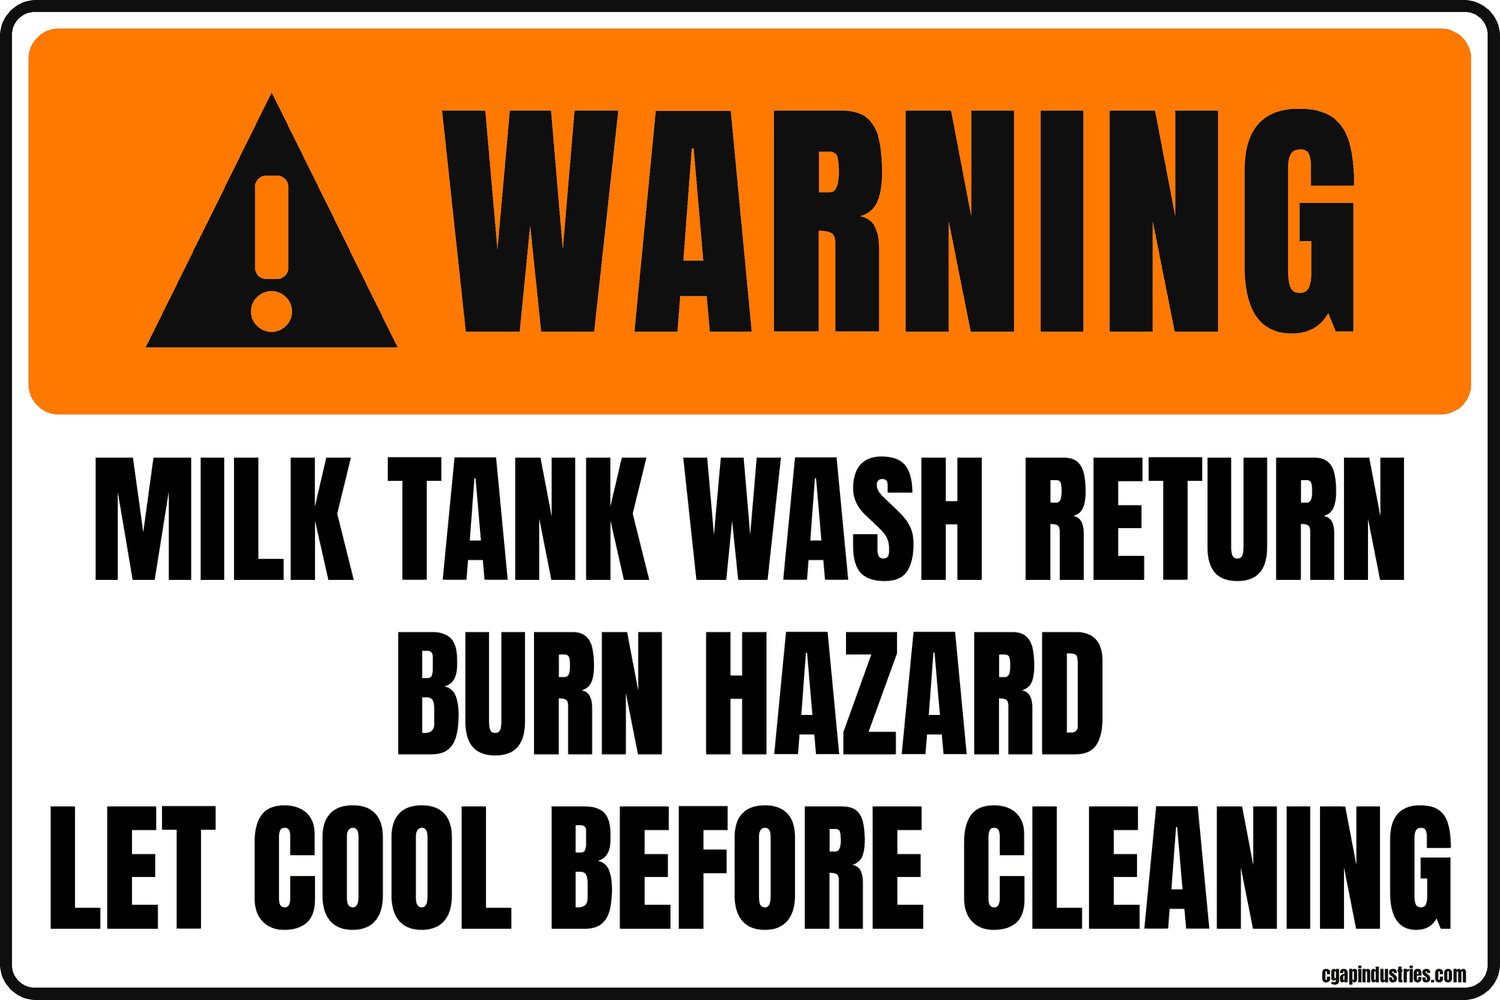 WARNING
MILK TANK WASH RETURN
BURN HAZARD
LET COOL BEFORE CLEANING
cgapindustries.com